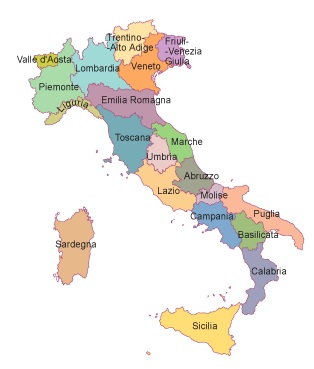 Trentino-
Alto Adige
Friuli-
-Venezia
Giulia
Valle d'Aosta
Lombardia
Veneto
Piemonte
Liguria
Emilia Romagna
Toscana
Marche
Umbria
Abruzzo
Lazio
Molise
Campania
Puglia
Basilicata
Sardegna
Calabria
Sicilia